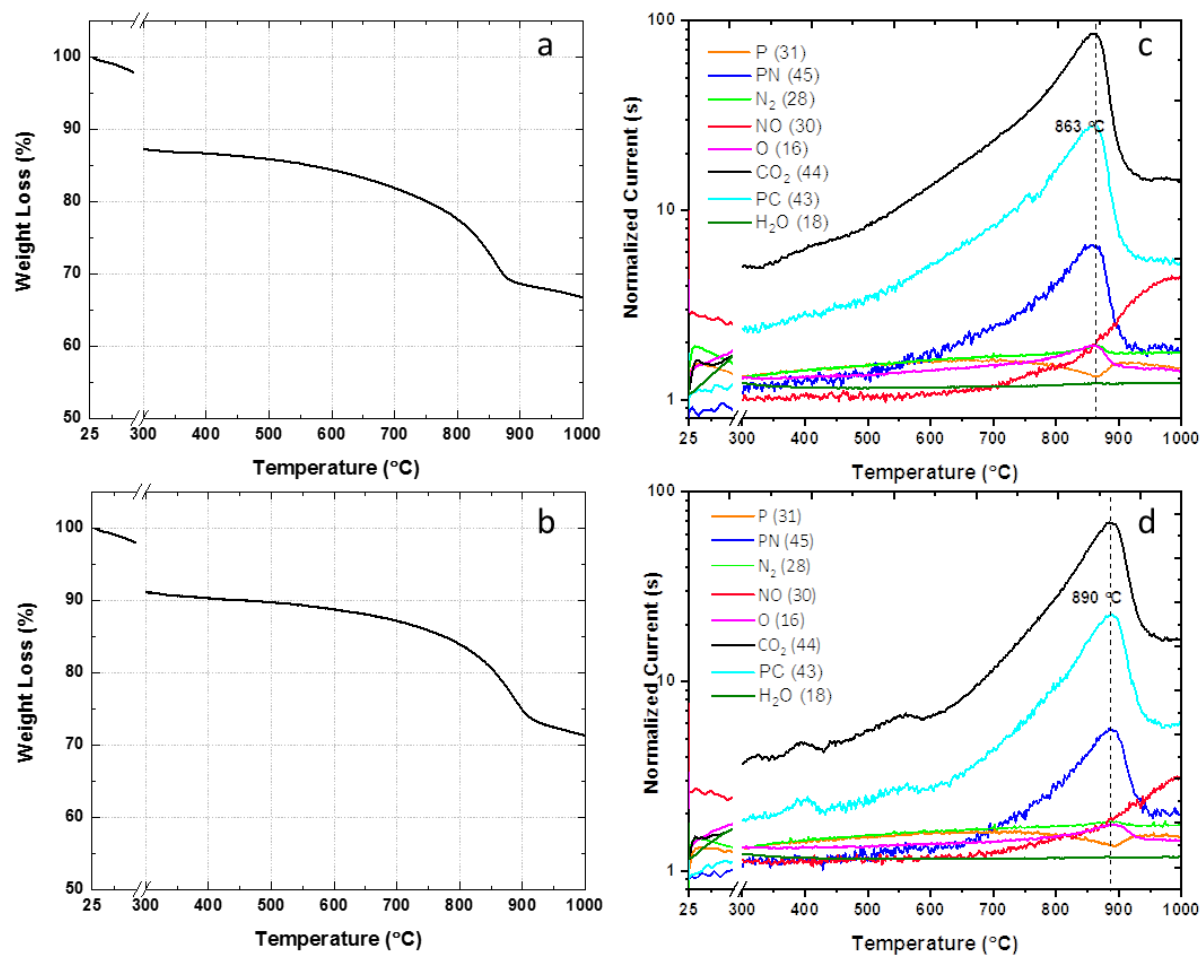 a
100
90
80
70
60
50
Weight Loss (%)
25 300 400 500 600 700 800 900 1000
Temperature (°C)
c
100
10
1
Normalized Current (s)
P (31)
PN (45)
N₂ (28)
NO (30)
O (16)
CO₂ (44)
PC (43)
H₂O (18)
863 °C
25 300 400 500 600 700 800 900 1000
Temperature (°C)
b
100
90
80
70
60
50
Weight Loss (%)
25 300 400 500 600 700 800 900 1000
Temperature (°C)
d
100
10
1
Normalized Current (s)
P (31)
PN (45)
N₂ (28)
NO (30)
O (16)
CO₂ (44)
PC (43)
H₂O (18)
890 °C
25 300 400 500 600 700 800 900 1000
Temperature (°C)